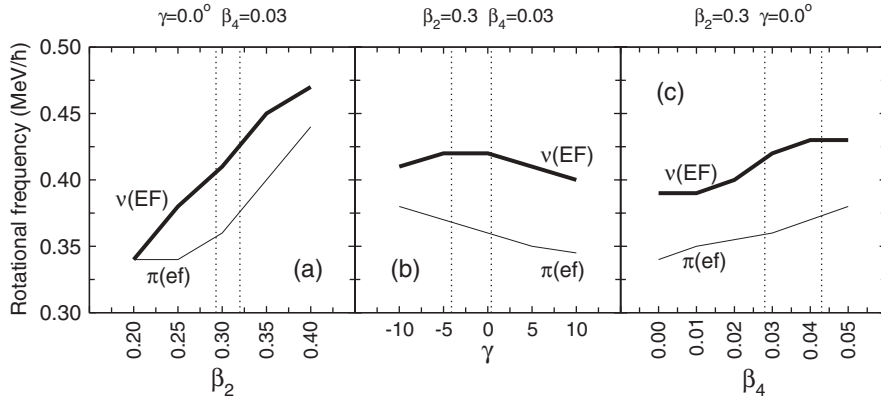 γ=0.0° β4=0.03
β2=0.3 β4=0.03
β2=0.3 γ=0.0°
Rotational frequency (MeV/ħ)
0.50
0.45
0.40
0.35
0.30
ν(EF)
π(ef)
(a)
0.20
0.25
0.30
0.35
0.40
β2
ν(EF)
π(ef)
(b)
-10
-5
0
5
10
γ
(c)
ν(EF)
π(ef)
0.00
0.01
0.02
0.03
0.04
0.05
β4